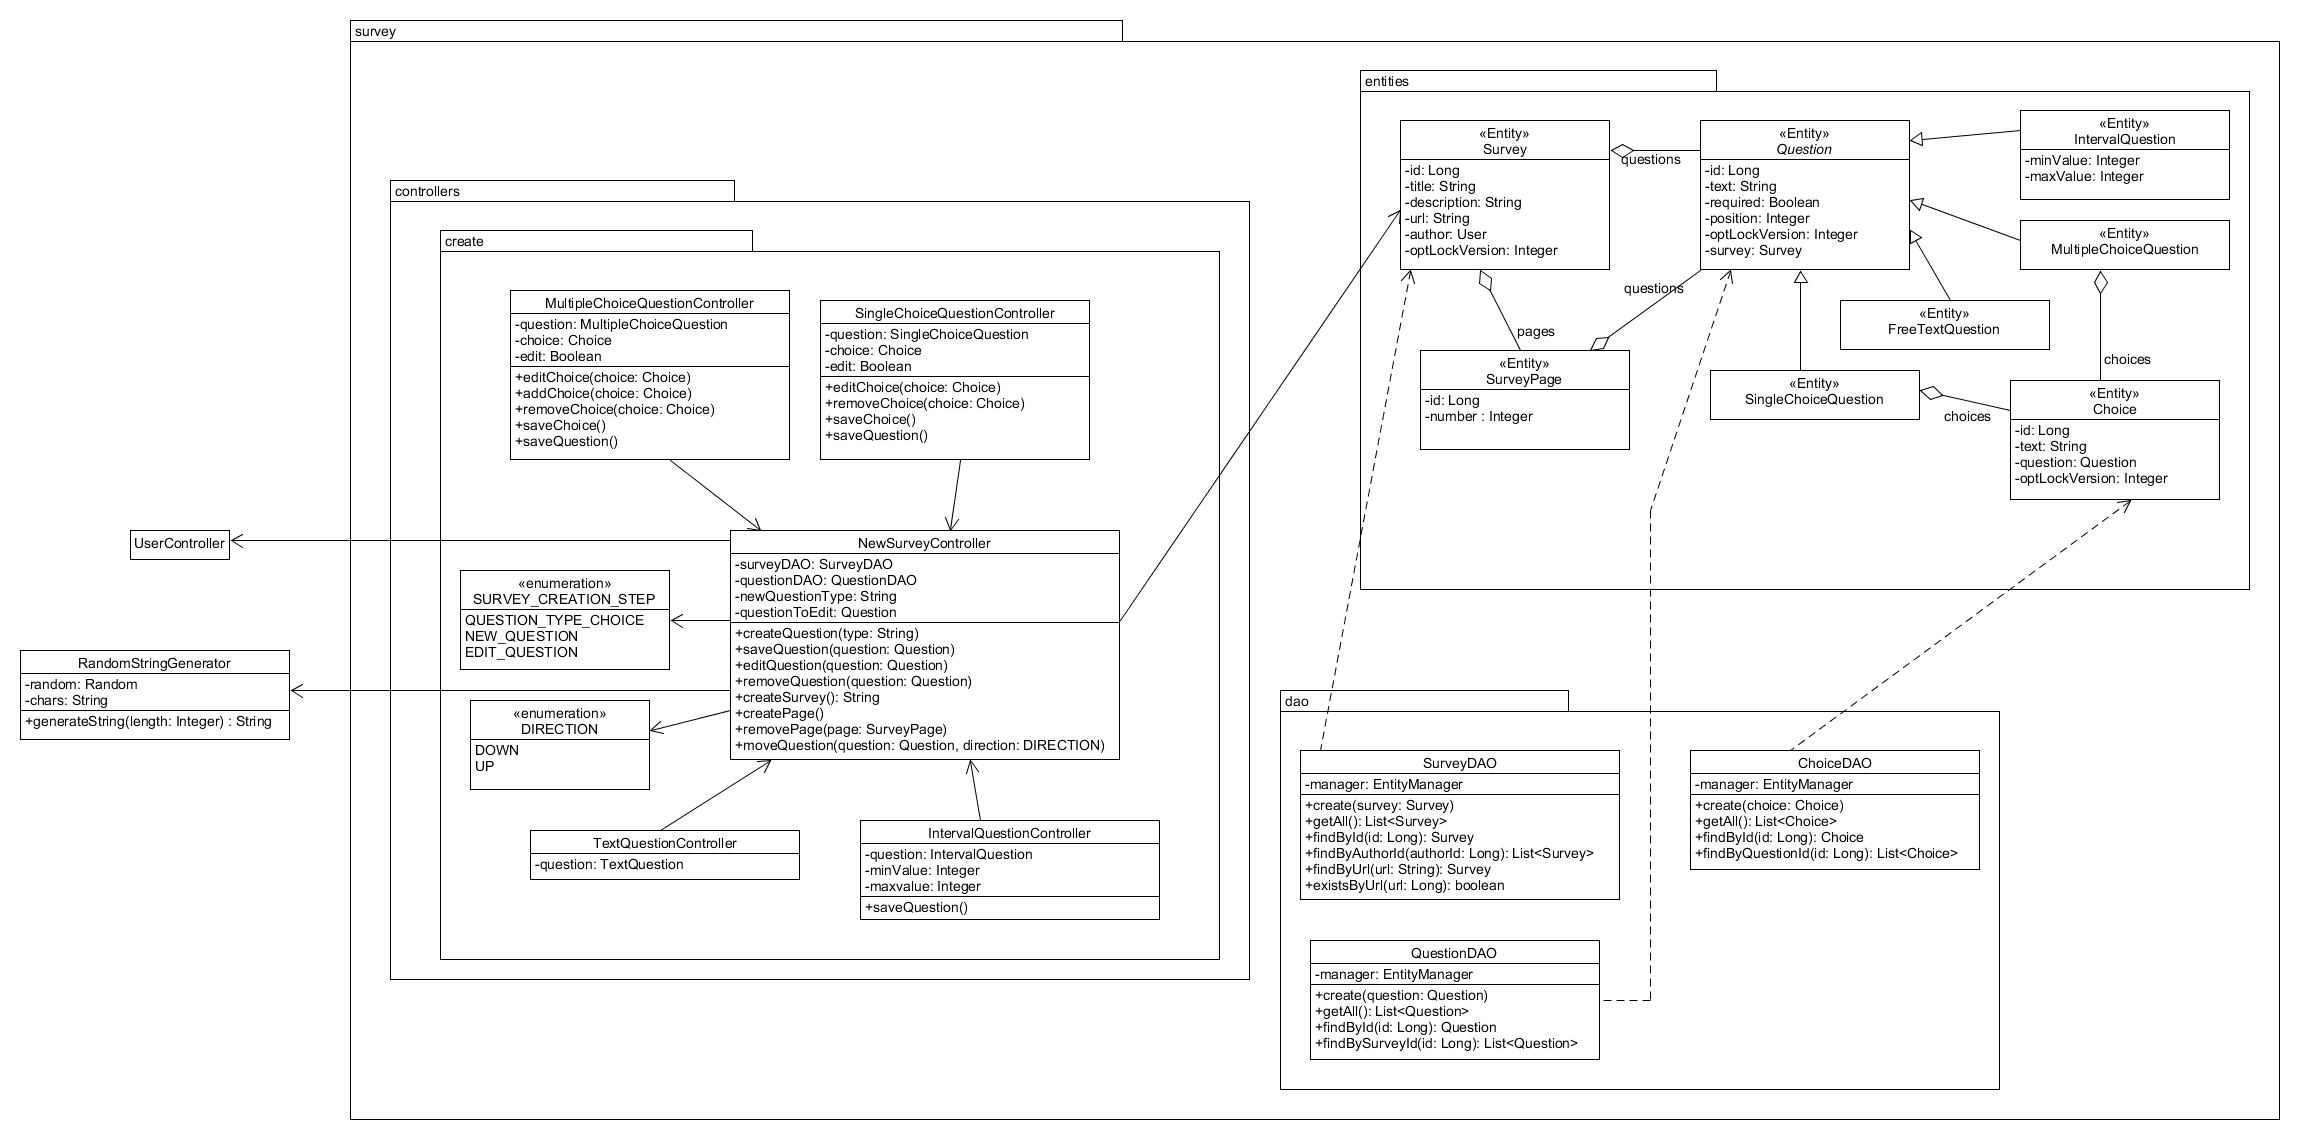 survey
controllers
create
MultipleChoiceQuestionController
-question: MultipleChoiceQuestion
-choice: Choice
-edit: Boolean
+editChoice(choice: Choice)
+addChoice(choice: Choice)
+removeChoice(choice: Choice)
+saveChoice()
+saveQuestion()
SingleChoiceQuestionController
-question: SingleChoiceQuestion
-choice: Choice
-edit: Boolean
+editChoice(choice: Choice)
+removeChoice(choice: Choice)
+saveChoice()
+saveQuestion()
UserController
RandomStringGenerator
-random: Random
-chars: String
+generateString(length: Integer) : String
«enumeration»
SURVEY_CREATION_STEP
QUESTION_TYPE_CHOICE
NEW_QUESTION
EDIT_QUESTION
«enumeration»
DIRECTION
DOWN
UP
NewSurveyController
-surveyDAO: SurveyDAO
-questionDAO: QuestionDAO
-newQuestionType: String
-questionToEdit: Question
+createQuestion(type: String)
+saveQuestion(question: Question)
+editQuestion(question: Question)
+removeQuestion(question: Question)
+createSurvey(): String
+createPage()
+removePage(page: SurveyPage)
+moveQuestion(question: Question, direction: DIRECTION)
TextQuestionController
-question: TextQuestion
IntervalQuestionController
-question: IntervalQuestion
-minValue: Integer
-maxvalue: Integer
+saveQuestion()
entities
«Entity»
Survey
-id: Long
-title: String
-description: String
-url: String
-author: User
-optLockVersion: Integer
questions
«Entity»
Question
-id: Long
-text: String
-required: Boolean
-position: Integer
-optLockVersion: Integer
-survey: Survey
«Entity»
IntervalQuestion
-minValue: Integer
-maxValue: Integer
«Entity»
MultipleChoiceQuestion
questions
pages
«Entity»
FreeTextQuestion
«Entity»
SurveyPage
-id: Long
-number : Integer
«Entity»
SingleChoiceQuestion
choices
choices
«Entity»
Choice
-id: Long
-text: String
-question: Question
-optLockVersion: Integer
dao
SurveyDAO
-manager: EntityManager
+create(survey: Survey)
+getAll(): List<Survey>
+findById(id: Long): Survey
+findByAuthorId(authorId: Long): List<Survey>
+findByUrl(url: String): Survey
+existsByUrl(url: Long): boolean
ChoiceDAO
-manager: EntityManager
+create(choice: Choice)
+getAll(): List<Choice>
+findById(id: Long): Choice
+findByQuestionId(id: Long): List<Choice>
QuestionDAO
-manager: EntityManager
+create(question: Question)
+getAll(): List<Question>
+findById(id: Long): Question
+findBySurveyId(id: Long): List<Question>